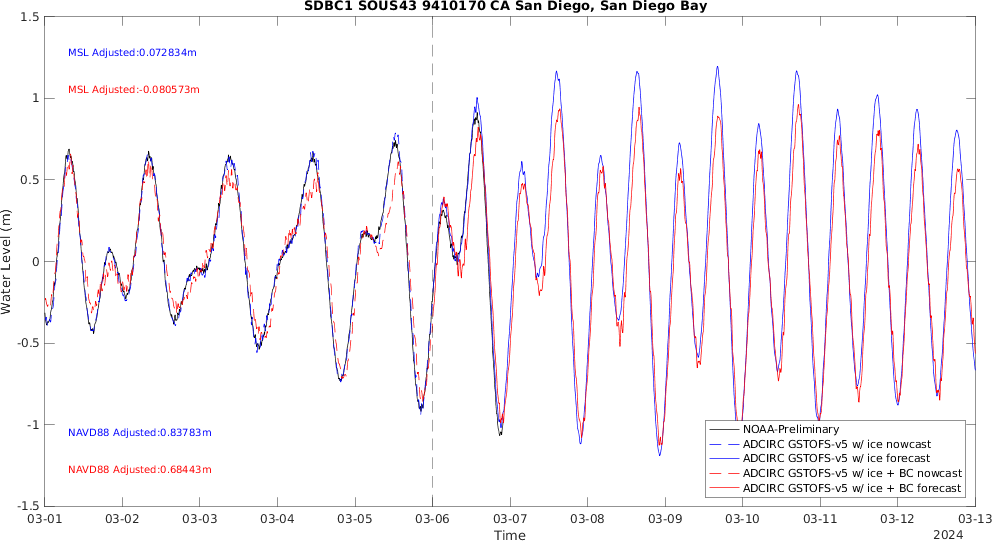 SDBC1 SOUS43 9410170 CA San Diego, San Diego Bay
1.5
MSL Adjusted:0.072834m
MSL Adjusted:-0.080573m
1
0.5
Water Level (m)
0
-0.5
-1
NAVD88 Adjusted:0.83783m
NAVD88 Adjusted:0.68443m
NOAA-Preliminary
ADCIRC GSTOFS-v5 w/ ice nowcast
ADCIRC GSTOFS-v5 w/ ice forecast
ADCIRC GSTOFS-v5 w/ ice + BC nowcast
ADCIRC GSTOFS-v5 w/ ice + BC forecast
-1.5
03-01 03-02 03-03 03-04 03-05 03-06 03-07 03-08 03-09 03-10 03-11 03-12 03-13
Time
2024